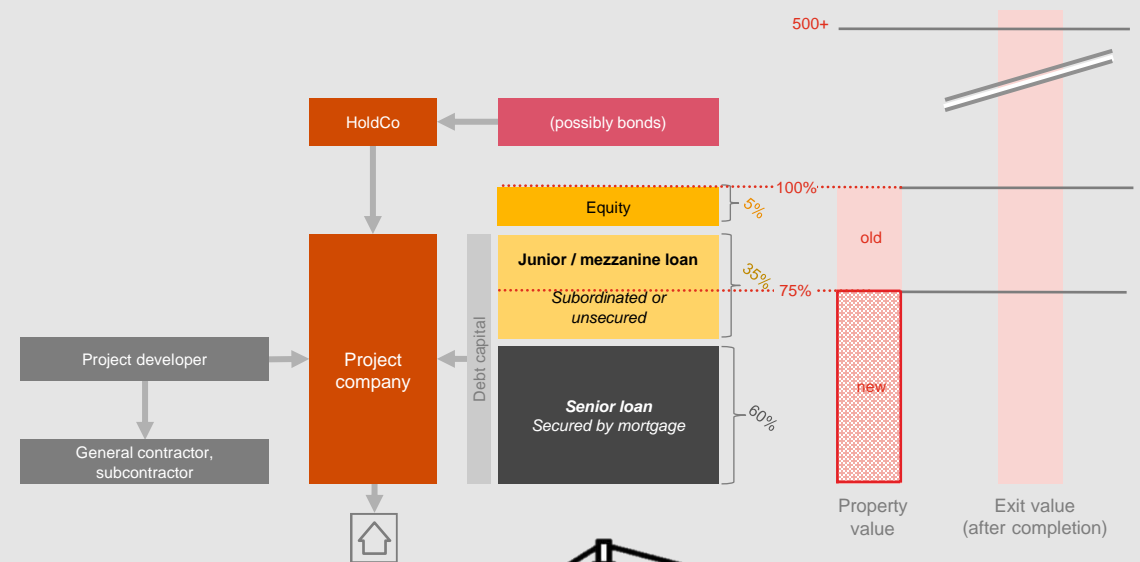 500+
HoldCo
(possibly bonds)
100%
Equity
5%
old
Junior / mezzanine loan
35%
75%
Subordinated or
unsecured
Project developer
Project
company
Debt capital
new
Senior loan
Secured by mortgage
60%
General contractor,
subcontractor
Property
value
Exit value
(after completion)